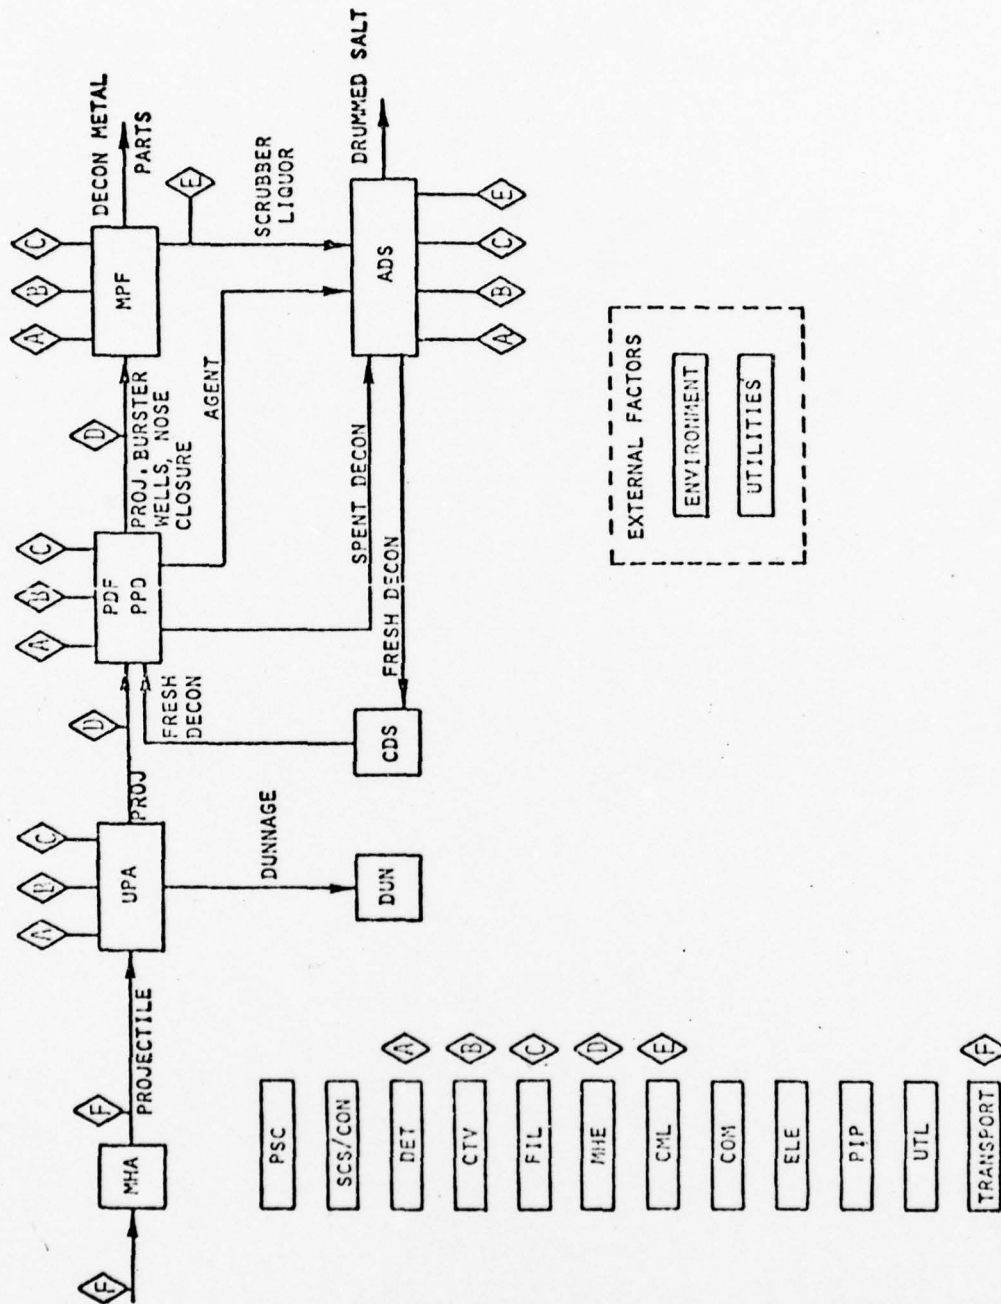 F
F
D
A
B
C
A
B
C
A
B
C
D
E
MHA
PROJECTILE
UPA
PROJ
PDF
PPD
PROJ. BURSTER
WELLS, NOSE
CLOSURE
MPF
DECON METAL
PARTS
DUNNAGE
FRESH
DECON
AGENT
SCRUBBER
LIQUOR
DUN
CDS
SPENT DECON
FRESH DECON
ADS
DRUMMED SALT
A
B
C
E
PSC
SCS/CON
DET A
CTV B
FIL C
MHE D
CML E
COM
ELE
PIP
UTL
TRANSPORT F
EXTERNAL FACTORS
ENVIRONMENT
UTILITIES